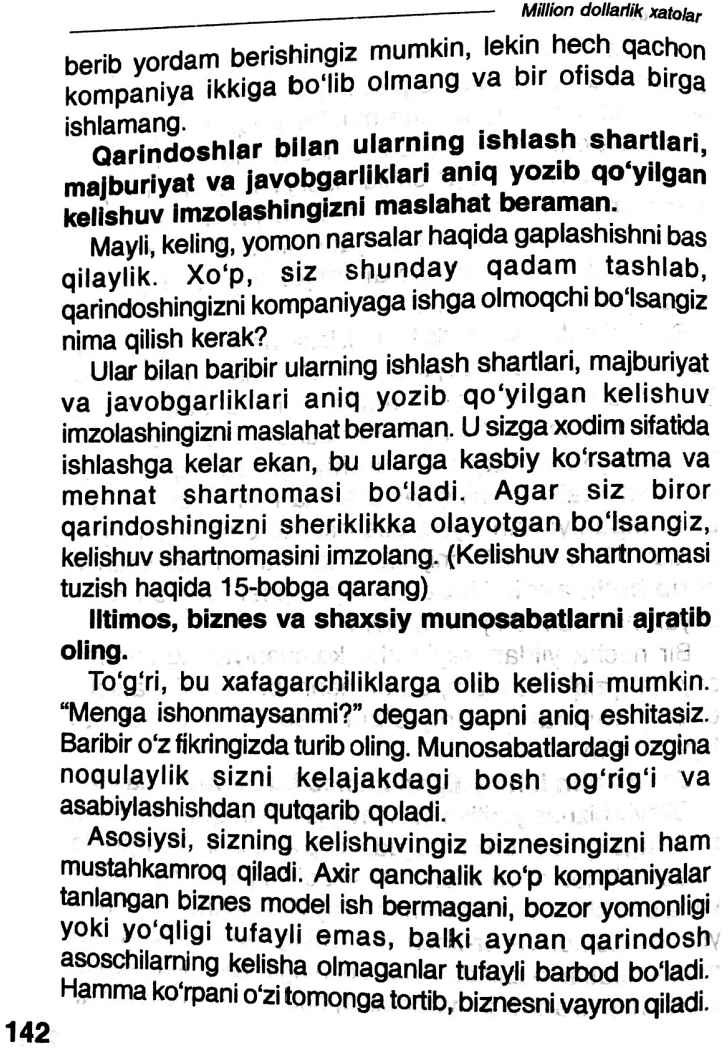 Million dollarlik xatolar
berib yordam berishingiz mumkin, lekin hech qachon
kompaniya ikkiga bo‘lib olmang va bir ofisda birga
ishlamang.
Qarindoshlar bilan ularning ishlash shartlari,
majburiyat va javobgarliklari aniq yozib qo‘yilgan
kelishuv imzolashingizni maslahat beraman.
Mayli, keling, yomon narsalar haqida gaplashishni bas
qilaylik. Xo‘p, siz shunday qadam tashlab,
qarindoshingizni kompaniyaga ishga olmoqchi bo‘lsangiz
nima qilish kerak?
Ular bilan baribir ularning ishlash shartlari, majburiyat
va javobgarliklari aniq yozib qo‘yilgan kelishuv
imzolashingizni maslahat beraman. U sizga xodim sifatida
ishlashga kelar ekan, bu ularga kasbiy ko‘rsatma va
mehnat shartnomasi bo‘ladi. Agar siz biror
qarindoshingizni sheriklikka olayotgan bo‘lsangiz,
kelishuv shartnomasini imzolang. (Kelishuv shartnomasi
tuzish haqida 15-bobga qarang)
Iltimos, biznes va shaxsiy munosabatlarni ajratib
oling.
To‘g‘ri, bu xafagarchiliklarga olib kelishi mumkin.
“Menga ishonmaysanmi?” degan gapni aniq eshitasiz.
Baribir o‘z fikringizda turib oling. Munosabatlardagi ozgina
noqulaylik sizni kelajakdagi bosh og‘rig‘i va
asabiylashishdan qutqarib qoladi.
Asosiysi, sizning kelishuvingiz biznesingizni ham
mustahkamroq qiladi. Axir qanchalik ko‘p kompaniyalar
tanlangan biznes model ish bermagani, bozor yomonligi
yoki yo‘qligi tufayli emas, balki aynan qarindosh
asoschilarning kelisha olmaganlar tufayli barbod bo‘ladi.
Hamma ko‘rpani o‘zi tomonga tortib, biznesni vayron qiladi.
142